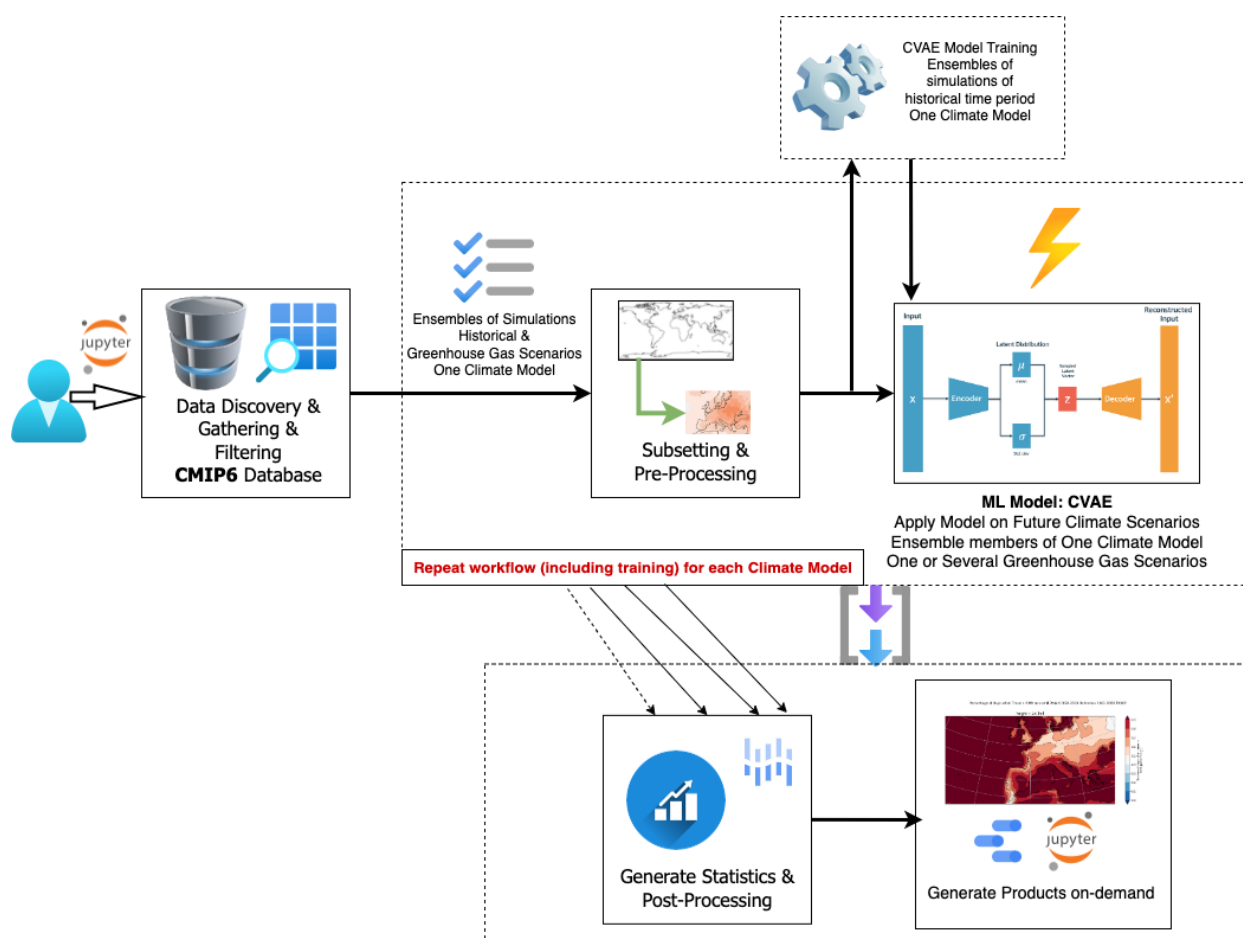 CVAE Model Training
Ensembles of
simulations of
historical time period
One Climate Model
Ensembles of Simulations
Historical &
Greenhouse Gas Scenarios
One Climate Model
jupyter
Data Discovery &
Gathering &
Filtering
CMIP6 Database
Subsetting &
Pre-Processing
Input
Reconstructed
Input
Latent Distribution
Sampled
Latent
Vector
μ
x
Encoder
z
Decoder
x'
σ
ML Model: CVAE
Apply Model on Future Climate Scenarios
Ensemble members of One Climate Model
One or Several Greenhouse Gas Scenarios
Repeat workflow (including training) for each Climate Model
Generate Statistics &
Post-Processing
jupyter
Generate Products on-demand